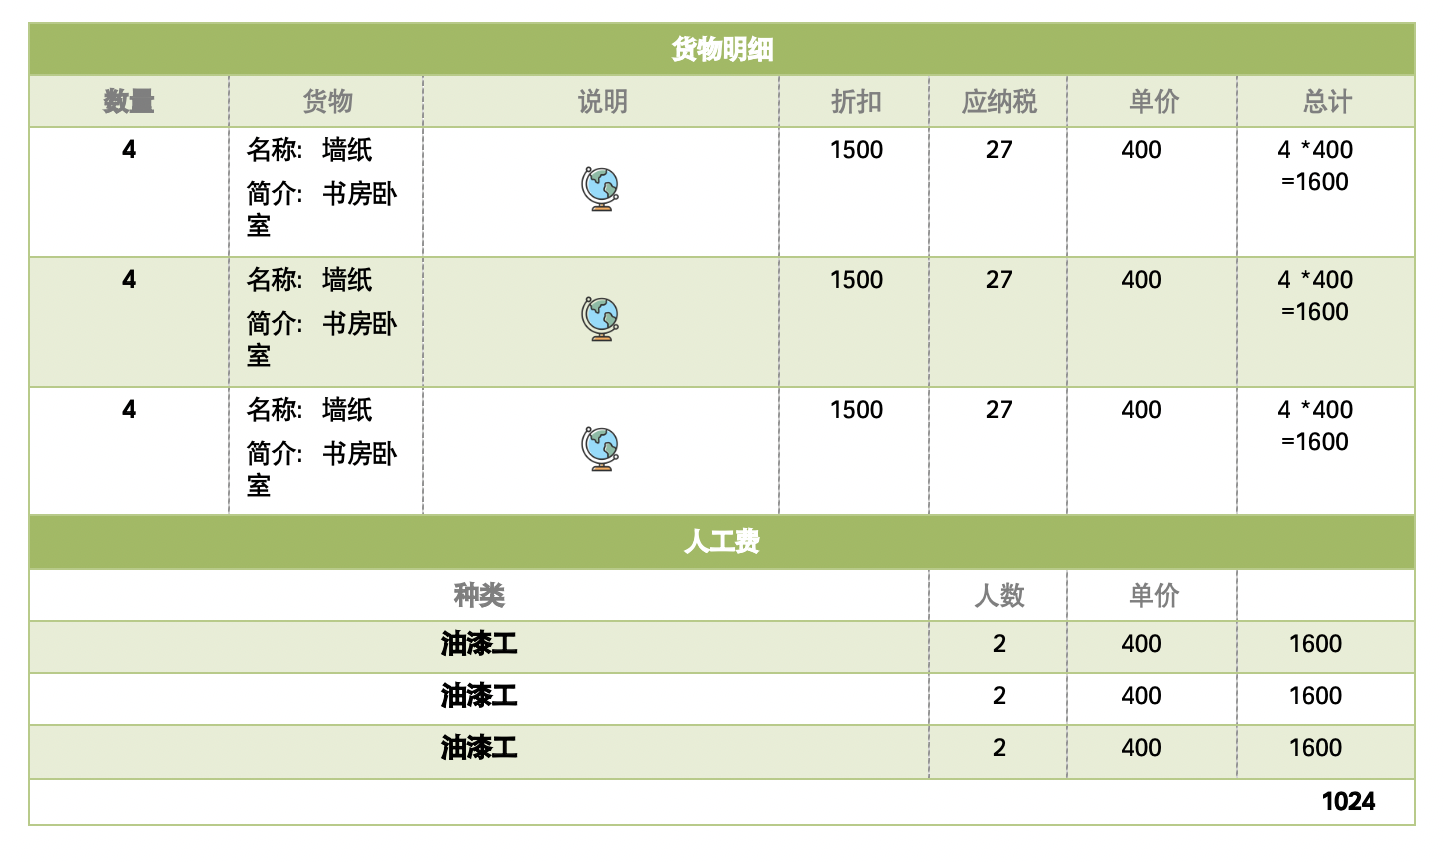 货物明细
数量 货物 说明 折扣 应纳税 单价 总计
4 名称: 墙纸 1500 27 400 4 *400
简介: 书房卧 =1600
室
4 名称: 墙纸 1500 27 400 4 *400
简介: 书房卧 =1600
室
4 名称: 墙纸 1500 27 400 4 *400
简介: 书房卧 =1600
室
人工费
种类 人数 单价
油漆工 2 400 1600
油漆工 2 400 1600
油漆工 2 400 1600
1024